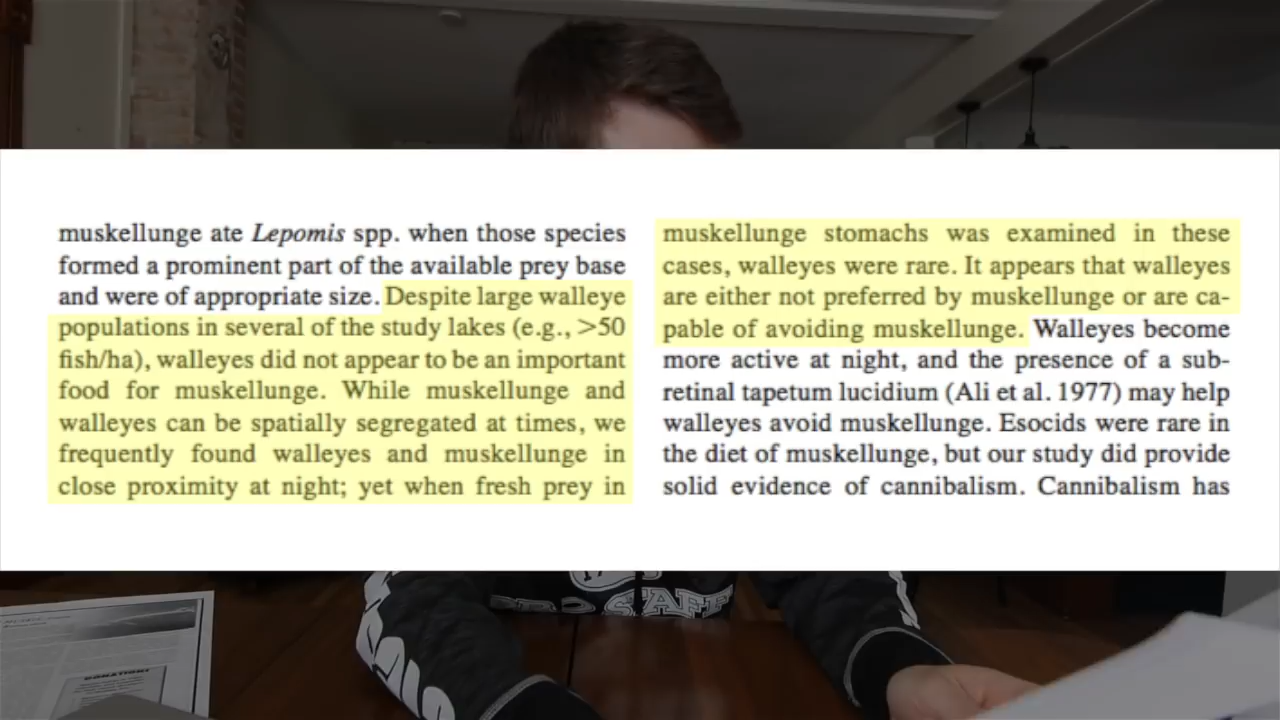 muskellunge ate Lepomis spp. when those species
formed a prominent part of the available prey base
and were of appropriate size. Despite large walleye
populations in several of the study lakes (e.g., >50
fish/ha), walleyes did not appear to be an important
food for muskellunge. While muskellunge and
walleyes can be spatially segregated at times, we
frequently found walleyes and muskellunge in
close proximity at night; yet when fresh prey in
muskellunge stomachs was examined in these
cases, walleyes were rare. It appears that walleyes
are either not preferred by muskellunge or are ca-
pable of avoiding muskellunge. Walleyes become
more active at night, and the presence of a sub-
retinal tapetum lucidium (Ali et al. 1977) may help
walleyes avoid muskellunge. Esocids were rare in
the diet of muskellunge, but our study did provide
solid evidence of cannibalism. Cannibalism has
STAFF